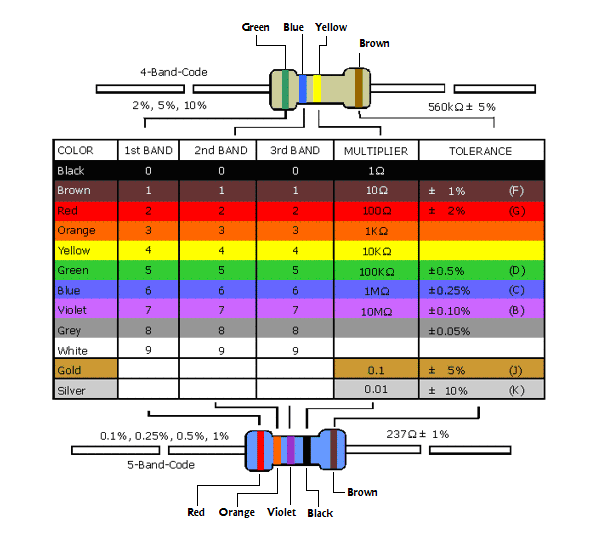 Green Blue Yellow
Brown
4-Band-Code
2%, 5%, 10%
560kΩ ± 5%
COLOR 1st BAND 2nd BAND 3rd BAND MULTIPLIER TOLERANCE
Black 0 0 0 1Ω
Brown 1 1 1 10Ω ± 1% (F)
Red 2 2 2 100Ω ± 2% (G)
Orange 3 3 3 1KΩ
Yellow 4 4 4 10KΩ
Green 5 5 5 100KΩ ±0.5% (D)
Blue 6 6 6 1MΩ ±0.25% (C)
Violet 7 7 7 10MΩ ±0.10% (B)
Grey 8 8 8 ±0.05%
White 9 9 9
Gold 0.1 ± 5% (J)
Silver 0.01 ± 10% (K)
0.1%, 0.25%, 0.5%, 1%
237Ω ± 1%
5-Band-Code
Brown
Red Orange Violet Black